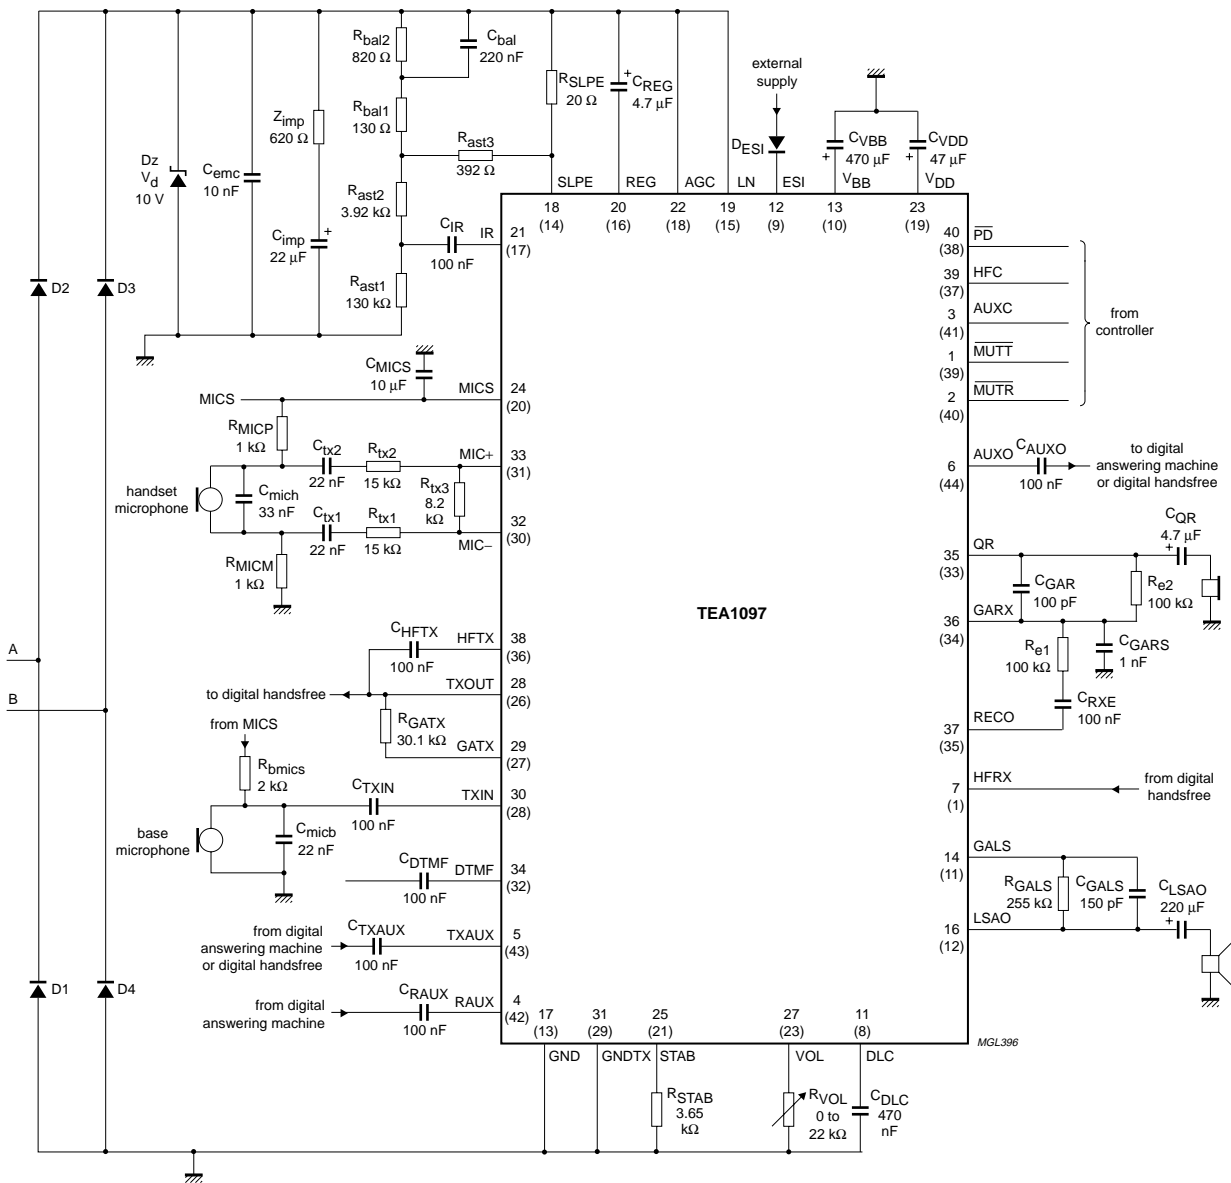 Rbal2
820 Ω
Cbal
220 nF
RSLPE
20 Ω
CREG
4.7 µF
external
supply
DESI
CVBB
470 µF
CVDD
47 µF
Zimp
620 Ω
Rbal1
130 Ω
Rast3
392 Ω
Dz
Vd
10 V
Cemc
10 nF
Rast2
3.92 kΩ
Cimp
22 µF
CIR
100 nF
Rast1
130 kΩ
SLPE
REG
AGC
LN
ESI
VBB
VDD
18
(14)
20
(16)
22
(18)
19
(15)
12
(9)
13
(10)
23
(19)
IR
21
(17)
40
(38)
PD
39
(37)
HFC
3
(41)
AUXC
1
(39)
MUTT
2
(40)
MUTR
from
controller
D2
D3
CMICS
10 µF
MICS
MICS
24
(20)
RMICP
1 kΩ
Ctx2
22 nF
Rtx2
15 kΩ
MIC+
33
(31)
handset
microphone
Cmich
33 nF
Rtx3
8.2
kΩ
Ctx1
22 nF
Rtx1
15 kΩ
MIC−
32
(30)
RMICM
1 kΩ
6
(44)
AUXO
CAUXO
100 nF
to digital
answering machine
or digital handsfree
35
(33)
QR
CQR
4.7 µF
CGAR
100 pF
Re2
100 kΩ
TEA1097
36
(34)
GARX
Re1
100 kΩ
CGARS
1 nF
CRXE
100 nF
37
(35)
RECO
A
B
CHFTX
100 nF
HFTX
38
(36)
to digital handsfree
TXOUT
28
(26)
from MICS
RGATX
30.1 kΩ
GATX
29
(27)
Rbmics
2 kΩ
CTXIN
100 nF
TXIN
30
(28)
base
microphone
Cmicb
22 nF
7
(1)
HFRX
from digital
handsfree
CDTMF
100 nF
DTMF
34
(32)
14
(11)
GALS
RGALS
255 kΩ
CGALS
150 pF
CLSAO
220 µF
16
(12)
LSAO
from digital
answering machine
or digital handsfree
CTXAUX
100 nF
TXAUX
5
(43)
D1
D4
from digital
answering machine
CRAUX
100 nF
RAUX
4
(42)
17
(13)
31
(29)
25
(21)
27
(23)
11
(8)
GND
GNDTX
STAB
VOL
DLC
MGL396
RSTAB
3.65
kΩ
RVOL
0 to
22 kΩ
CDLC
470
nF